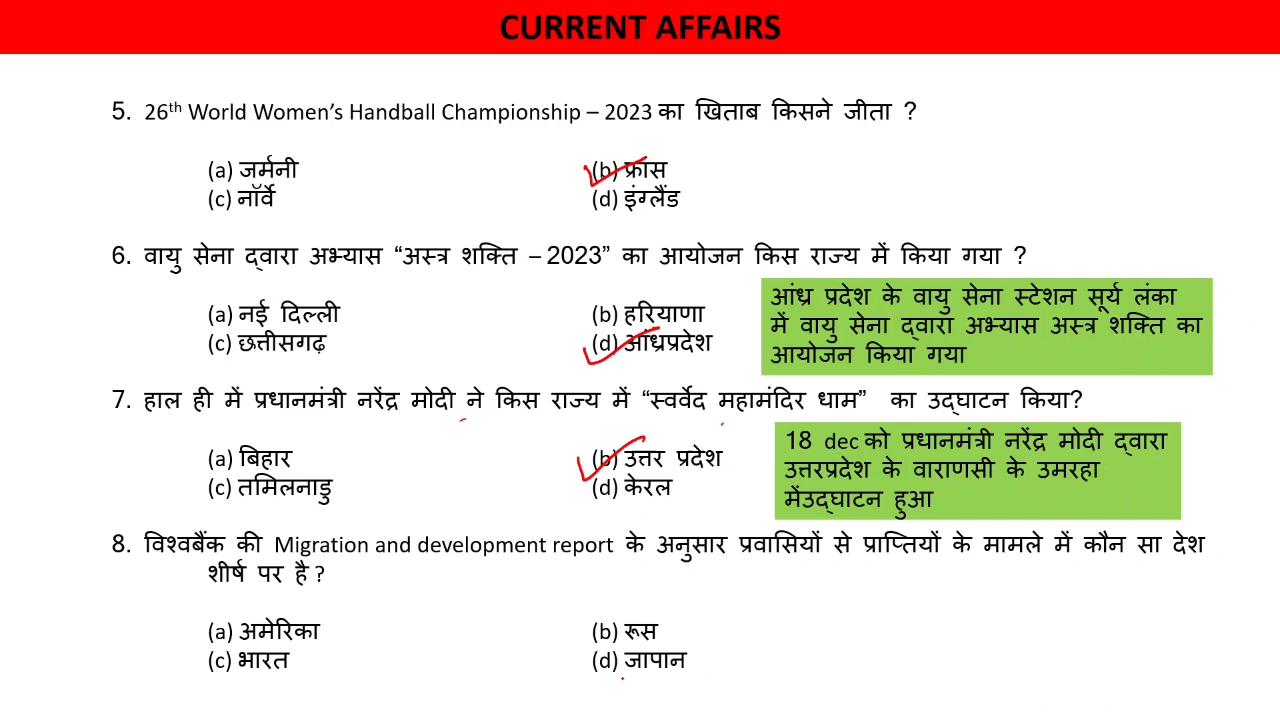 CURRENT AFFAIRS
5. 26th World Women's Handball Championship – 2023 का खिताब किसने जीता ?
(a) जर्मनी (b) फ्रांस
(c) नॉर्वे (d) इंग्लैंड
6. वायु सेना द्वारा अभ्यास “अस्त्र शक्ति – 2023” का आयोजन किस राज्य में किया गया ?
(a) नई दिल्ली (b) हरियाणा
(c) छत्तीसगढ़ (d) आंध्रप्रदेश
आंध्र प्रदेश के वायु सेना स्टेशन सूर्य लंका
में वायु सेना द्वारा अभ्यास अस्त्र शक्ति का
आयोजन किया गया
7. हाल ही में प्रधानमंत्री नरेंद्र मोदी ने किस राज्य में “स्वर्वेद महामंदिर धाम” का उद्घाटन किया?
(a) बिहार (b) उत्तर प्रदेश
(c) तमिलनाडु (d) केरल
18 dec को प्रधानमंत्री नरेंद्र मोदी द्वारा
उत्तरप्रदेश के वाराणसी के उमरहा
मेंउद्घाटन हुआ
8. विश्वबैंक की Migration and development report के अनुसार प्रवासियों से प्राप्तियों के मामले में कौन सा देश
शीर्ष पर है ?
(a) अमेरिका (b) रूस
(c) भारत (d) जापान